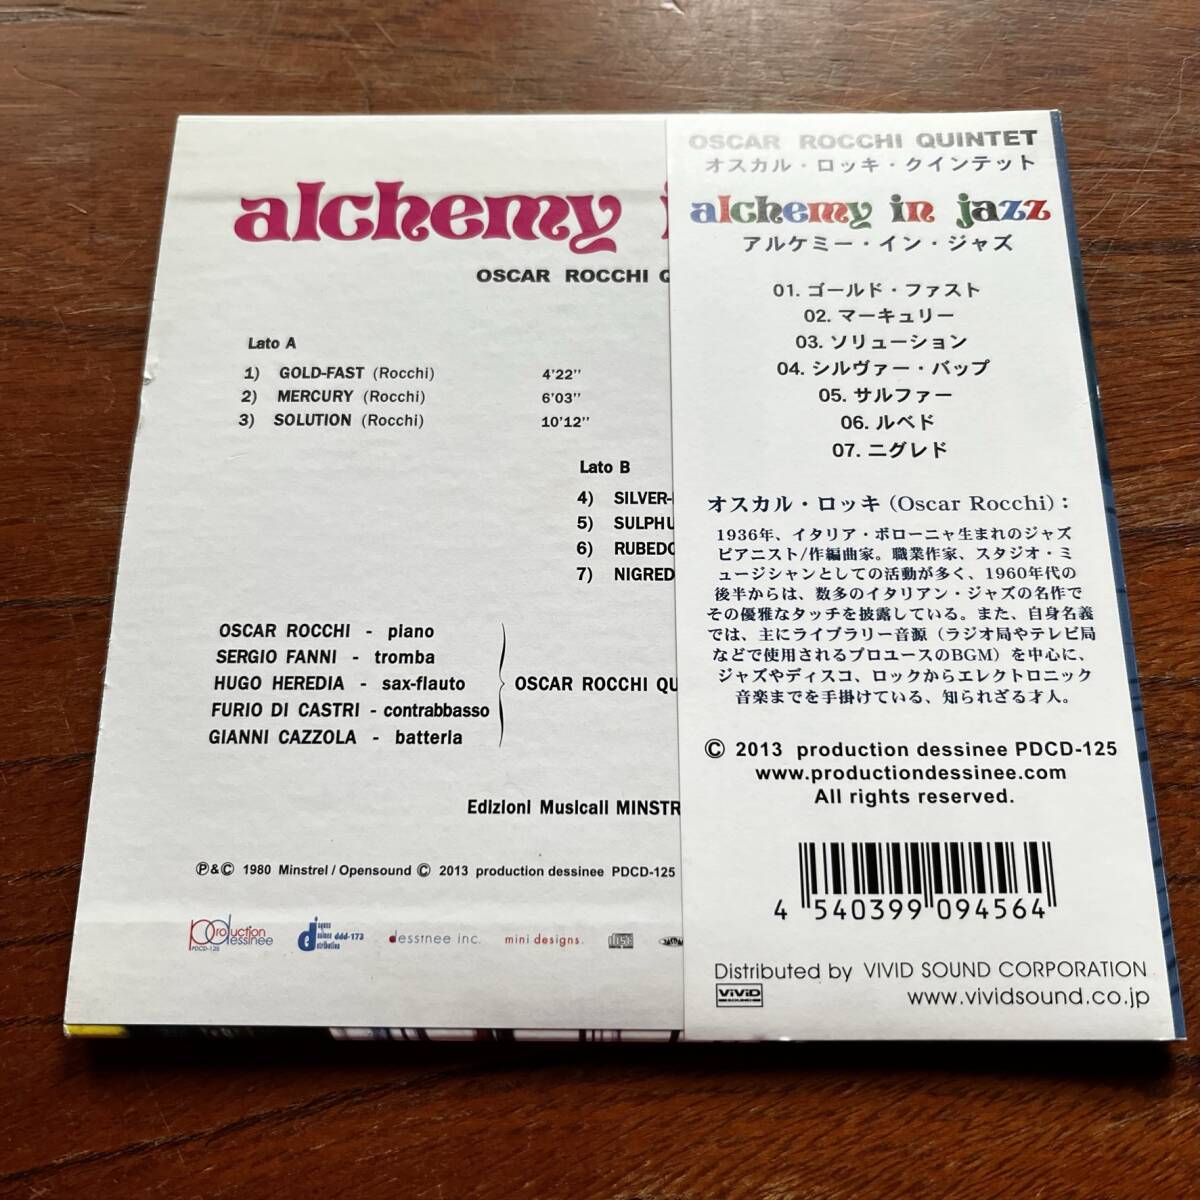 alchemy i
OSCAR ROCCHI Q
Lato A
1) GOLD-FAST (Rocchi) 4'22"
2) MERCURY (Rocchi) 6'03"
3) SOLUTION (Rocchi) 10'12"
Lato B
4) SILVER-
5) SULPHU
6) RUBEDO
7) NIGRED
OSCAR ROCCHI - piano
SERGIO FANNI - tromba
HUGO HEREDIA - sax-flauto
FURIO DI CASTRI - contrabbasso
GIANNI CAZZOLA - batteria
OSCAR ROCCHI QU
Edizioni Musicali MINSTR
℗&© 1980 Minstrel / Opensound © 2013 production dessinee PDCD-125
production dessinee
PDCD-125
disques dessinee ddd-173 distribution
dessinee inc.
mini designs.
OSCAR ROCCHI QUINTET
オスカル・ロッキ・クインテット
alchemy in jazz
アルケミー・イン・ジャズ
01. ゴールド・ファスト
02. マーキュリー
03. ソリューション
04. シルヴァー・バップ
05. サルファー
06. ルベド
07. ニグレド
オスカル・ロッキ (Oscar Rocchi) :
1936年、イタリア・ボローニャ生まれのジャズ
ピアニスト/作編曲家。職業作家、スタジオ・ミ
ュージシャンとしての活動が多く、1960年代の
後半からは、数多のイタリアン・ジャズの名作で
その優雅なタッチを披露している。また、自身名義
では、主にライブラリー音源（ラジオ局やテレビ局
などで使用されるプロユースのBGM）を中心に、
ジャズやディスコ、ロックからエレクトロニック
音楽までを手掛けている、知られざる才人。
© 2013 production dessinee PDCD-125
www.productiondessinee.com
All rights reserved.
4 540399 094564
Distributed by VIVID SOUND CORPORATION
ViViD SOUND
www.vividsound.co.jp